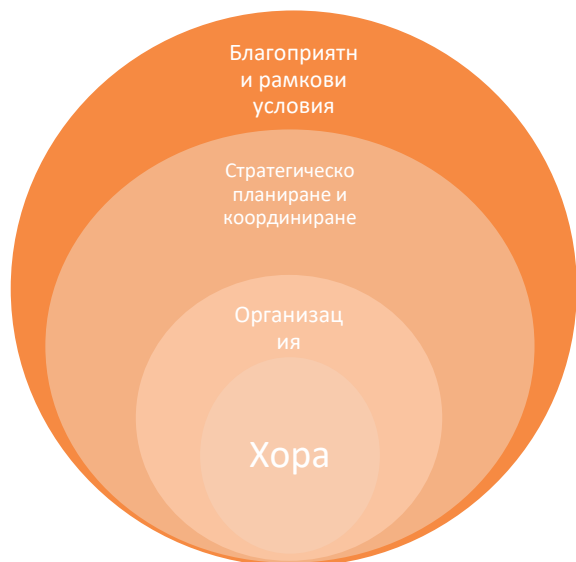 Благоприятн
и рамкови
условия
Стратегическо
планиране и
координиране
Организац
ия
Хора